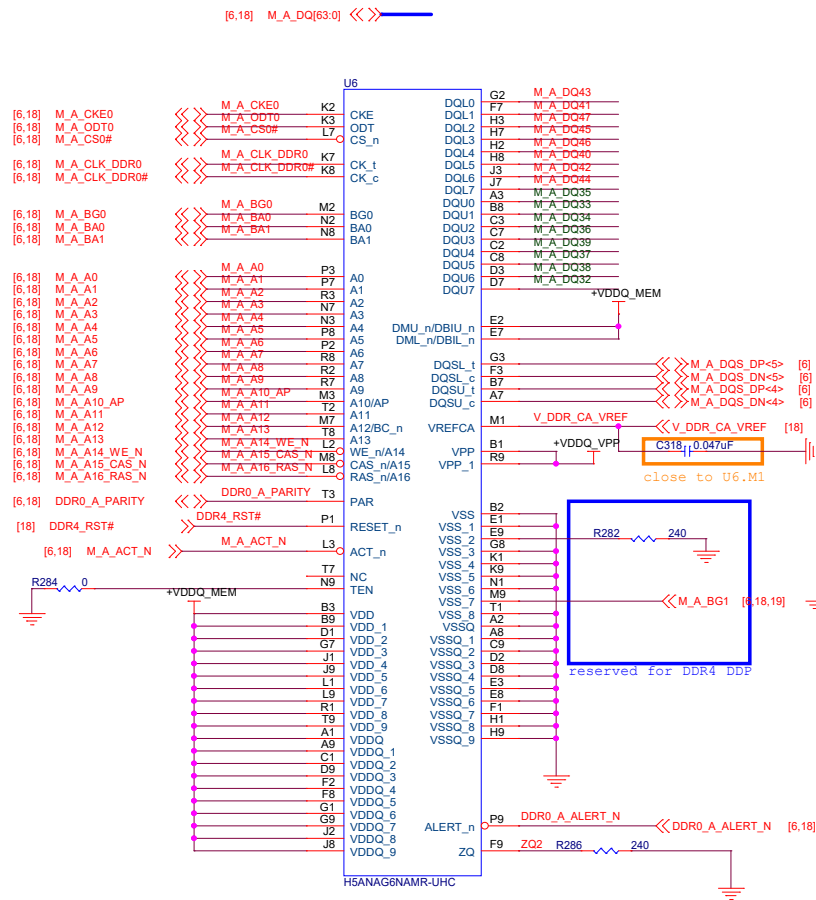 [6,18] M_A_DQ[63:0]
U6
[6,18] M_A_CKE0 M_A_CKE0 K2 CKE
[6,18] M_A_ODT0 M_A_ODT0 K3 ODT
[6,18] M_A_CS0# M_A_CS0# L7 CS_n
[6,18] M_A_CLK_DDR0 M_A_CLK_DDR0 K7 CK_t
[6,18] M_A_CLK_DDR0# M_A_CLK_DDR0# K8 CK_c
[6,18] M_A_BG0 M_A_BG0 M2 BG0
[6,18] M_A_BA0 M_A_BA0 N2 BA0
[6,18] M_A_BA1 M_A_BA1 N8 BA1
[6,18] M_A_A0 M_A_A0 P3 A0
[6,18] M_A_A1 M_A_A1 P7 A1
[6,18] M_A_A2 M_A_A2 R3 A2
[6,18] M_A_A3 M_A_A3 N7 A3
[6,18] M_A_A4 M_A_A4 N3 A4
[6,18] M_A_A5 M_A_A5 P8 A5
[6,18] M_A_A6 M_A_A6 P2 A6
[6,18] M_A_A7 M_A_A7 R8 A7
[6,18] M_A_A8 M_A_A8 R2 A8
[6,18] M_A_A9 M_A_A9 R7 A9
[6,18] M_A_A10_AP M_A_A10_AP M3 A10/AP
[6,18] M_A_A11 M_A_A11 T2 A11
[6,18] M_A_A12 M_A_A12 M7 A12/BC_n
[6,18] M_A_A13 M_A_A13 T8 A13
[6,18] M_A_A14_WE_N M_A_A14_WE_N L2 WE_n/A14
[6,18] M_A_A15_CAS_N M_A_A15_CAS_N M8 CAS_n/A15
[6,18] M_A_A16_RAS_N M_A_A16_RAS_N L8 RAS_n/A16
[6,18] DDR0_A_PARITY DDR0_A_PARITY T3 PAR
[18] DDR4_RST# DDR4_RST# P1 RESET_n
[6,18] M_A_ACT_N M_A_ACT_N L3 ACT_n
T7 NC
R284 0 N9 TEN
+VDDQ_MEM
B3 VDD
B9 VDD_1
D1 VDD_2
G7 VDD_3
J1 VDD_4
J9 VDD_5
L1 VDD_6
L9 VDD_7
R1 VDD_8
T9 VDD_9
A1 VDDQ
A9 VDDQ_1
C1 VDDQ_2
D9 VDDQ_3
F2 VDDQ_4
F8 VDDQ_5
G1 VDDQ_6
G9 VDDQ_7
J2 VDDQ_8
J8 VDDQ_9
H5ANAG6NAMR-UHC
DQL0 G2 M_A_DQ43
DQL1 F7 M_A_DQ41
DQL2 H3 M_A_DQ47
DQL3 H7 M_A_DQ45
DQL4 H2 M_A_DQ46
DQL5 H8 M_A_DQ40
DQL6 J3 M_A_DQ42
DQL7 J7 M_A_DQ44
DQU0 A3 M_A_DQ35
DQU1 B8 M_A_DQ33
DQU2 C3 M_A_DQ34
DQU3 C7 M_A_DQ36
DQU4 C2 M_A_DQ39
DQU5 C8 M_A_DQ37
DQU6 D3 M_A_DQ38
DQU7 D7 M_A_DQ32
+VDDQ_MEM
DMU_n/DBIU_n E2
DML_n/DBIL_n E7
DQSL_t G3 M_A_DQS_DP<5> [6]
DQSL_c F3 M_A_DQS_DN<5> [6]
DQSU_t B7 M_A_DQS_DP<4> [6]
DQSU_c A7 M_A_DQS_DN<4> [6]
VREFCA M1 V_DDR_CA_VREF V_DDR_CA_VREF [18]
VPP B1 +VDDQ_VPP
VPP_1 R9
C318 0.047uF
close to U6.M1
VSS B2
VSS_1 E1
VSS_2 E9 R282 240
VSS_3 G8
VSS_4 K1
VSS_5 K9
VSS_6 N1
VSS_7 M9 M_A_BG1 [6,18,19]
VSS_8 T1
VSSQ A2
VSSQ_1 A8
VSSQ_2 C9
VSSQ_3 D2
VSSQ_4 D8
VSSQ_5 E3
VSSQ_6 E8
VSSQ_7 F1
VSSQ_8 H1
VSSQ_9 H9
reserved for DDR4 DDP
ALERT_n P9 DDR0_A_ALERT_N DDR0_A_ALERT_N [6,18]
ZQ F9 ZQ2 R286 240